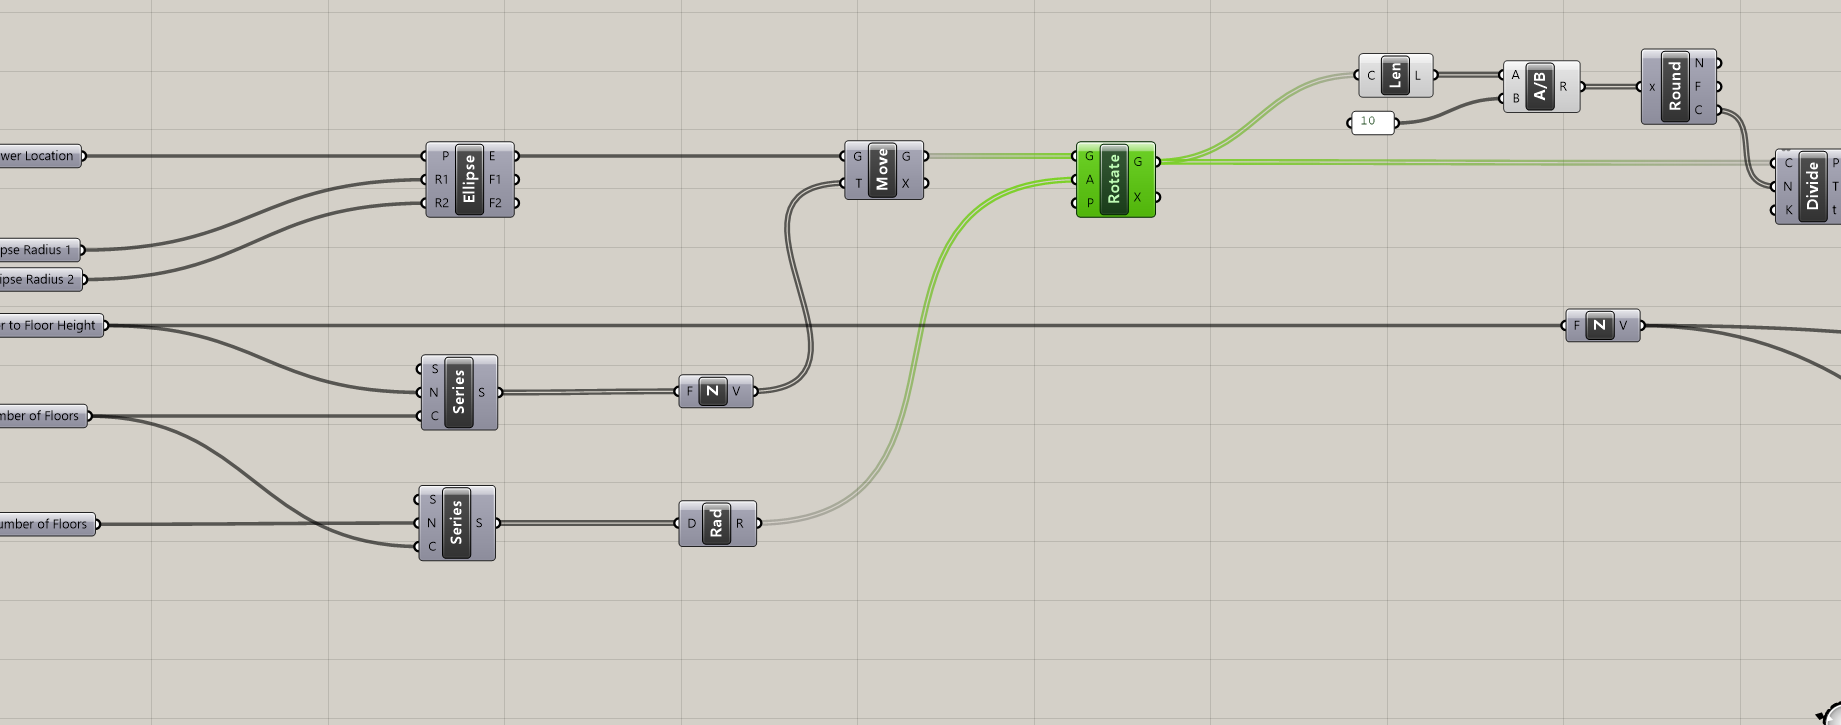 wer Location
pse Radius 1
ipse Radius 2
r to Floor Height
mber of Floors
umber of Floors
P Ellipse E
R1 F1
R2 F2
S
N Series S
C
S
N Series S
C
F Z V
D Rad R
G Move G
T X
G Rotate G
A
P X
C Len L
10
A A/B R
B
x Round N
F
C
C Divide P
N T
K t
F Z V